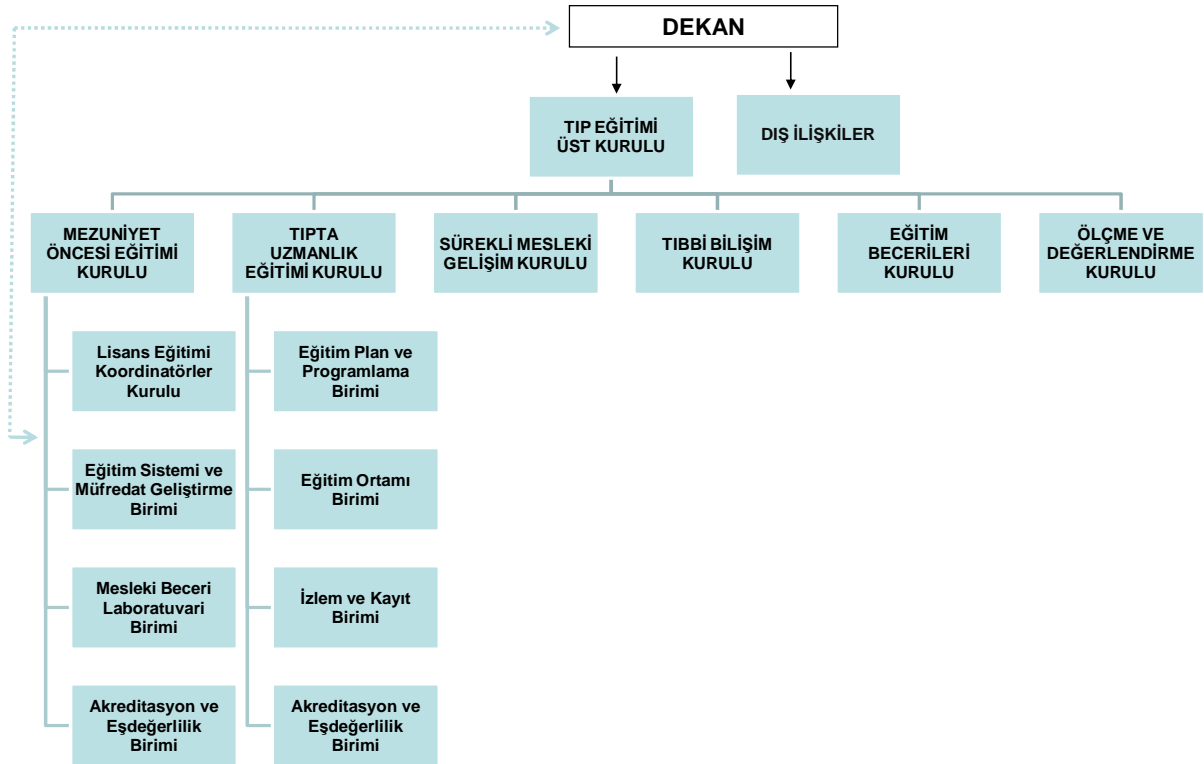 DEKAN
TIP EĞİTİMİ
ÜST KURULU
DIŞ İLİŞKİLER
MEZUNİYET
ÖNCESİ EĞİTİMİ
KURULU
TIPTA
UZMANLIK
EĞİTİMİ KURULU
SÜREKLİ MESLEKİ
GELİŞİM KURULU
TIBBİ BİLİŞİM
KURULU
EĞİTİM
BECERİLERİ
KURULU
ÖLÇME VE
DEĞERLENDİRME
KURULU
Lisans Eğitimi
Koordinatörler
Kurulu
Eğitim Plan ve
Programlama
Birimi
Eğitim Sistemi ve
Müfredat Geliştirme
Birimi
Eğitim Ortamı
Birimi
Mesleki Beceri
Laboratuvari
Birimi
İzlem ve Kayıt
Birimi
Akreditasyon ve
Eşdeğerlilik
Birimi
Akreditasyon ve
Eşdeğerlilik
Birimi